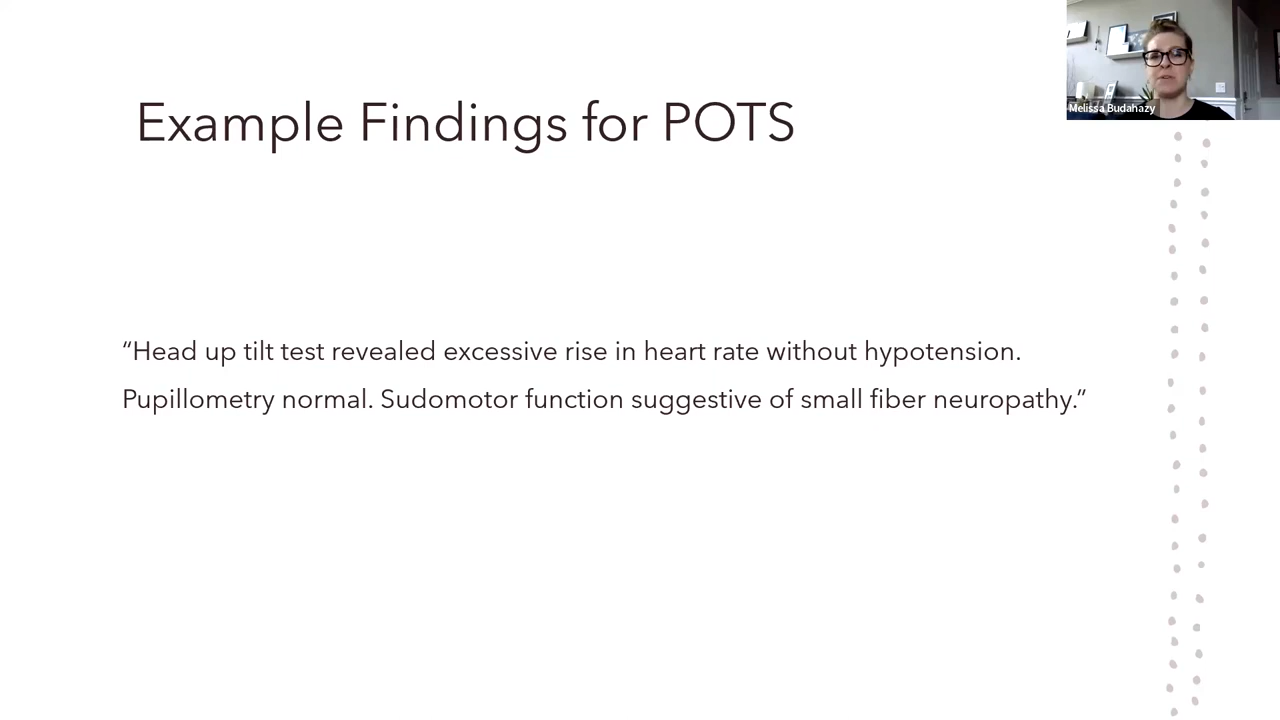 Example Findings for POTS
Melissa Budahazy
“Head up tilt test revealed excessive rise in heart rate without hypotension.
Pupillometry normal. Sudomotor function suggestive of small fiber neuropathy.”